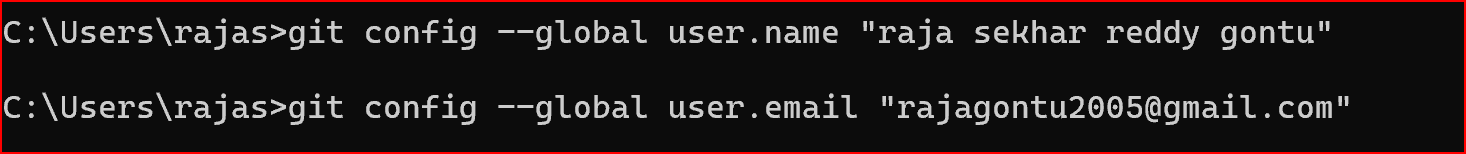 C:\Users\rajas>git config --global user.name "raja sekhar reddy gontu"
C:\Users\rajas>git config --global user.email "rajagontu2005@gmail.com"